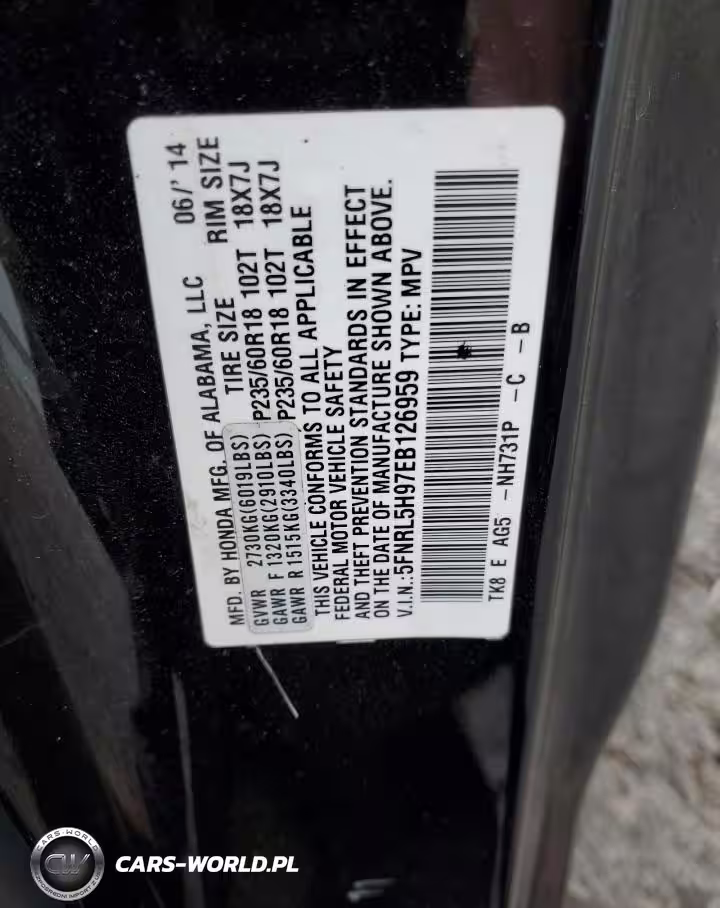 MFD. BY HONDA MFG. OF ALABAMA, LLC 06/'14
TIRE SIZE RIM SIZE
GVWR 2730KG(6019LBS)
GAWR F 1320KG(2910LBS) P235/60R18 102T 18X7J
GAWR R 1515KG(3340LBS) P235/60R18 102T 18X7J
THIS VEHICLE CONFORMS TO ALL APPLICABLE
FEDERAL MOTOR VEHICLE SAFETY
AND THEFT PREVENTION STANDARDS IN EFFECT
ON THE DATE OF MANUFACTURE SHOWN ABOVE.
V.I.N.:5FNRL5H97EB126959 TYPE: MPV
TK8 E AG5 -NH731P -C -B
CARS-WORLD
CW
CARS-WORLD.PL